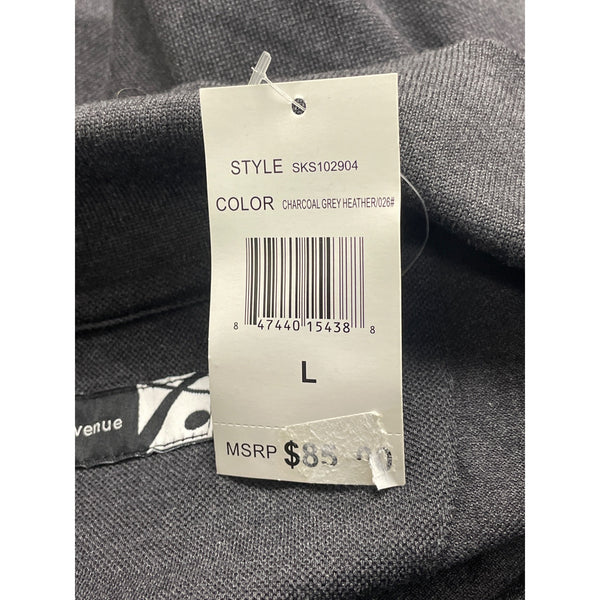 STYLE SKS102904
COLOR CHARCOAL GREY HEATHER/026#
8 47440 15438 8
L
venue
MSRP